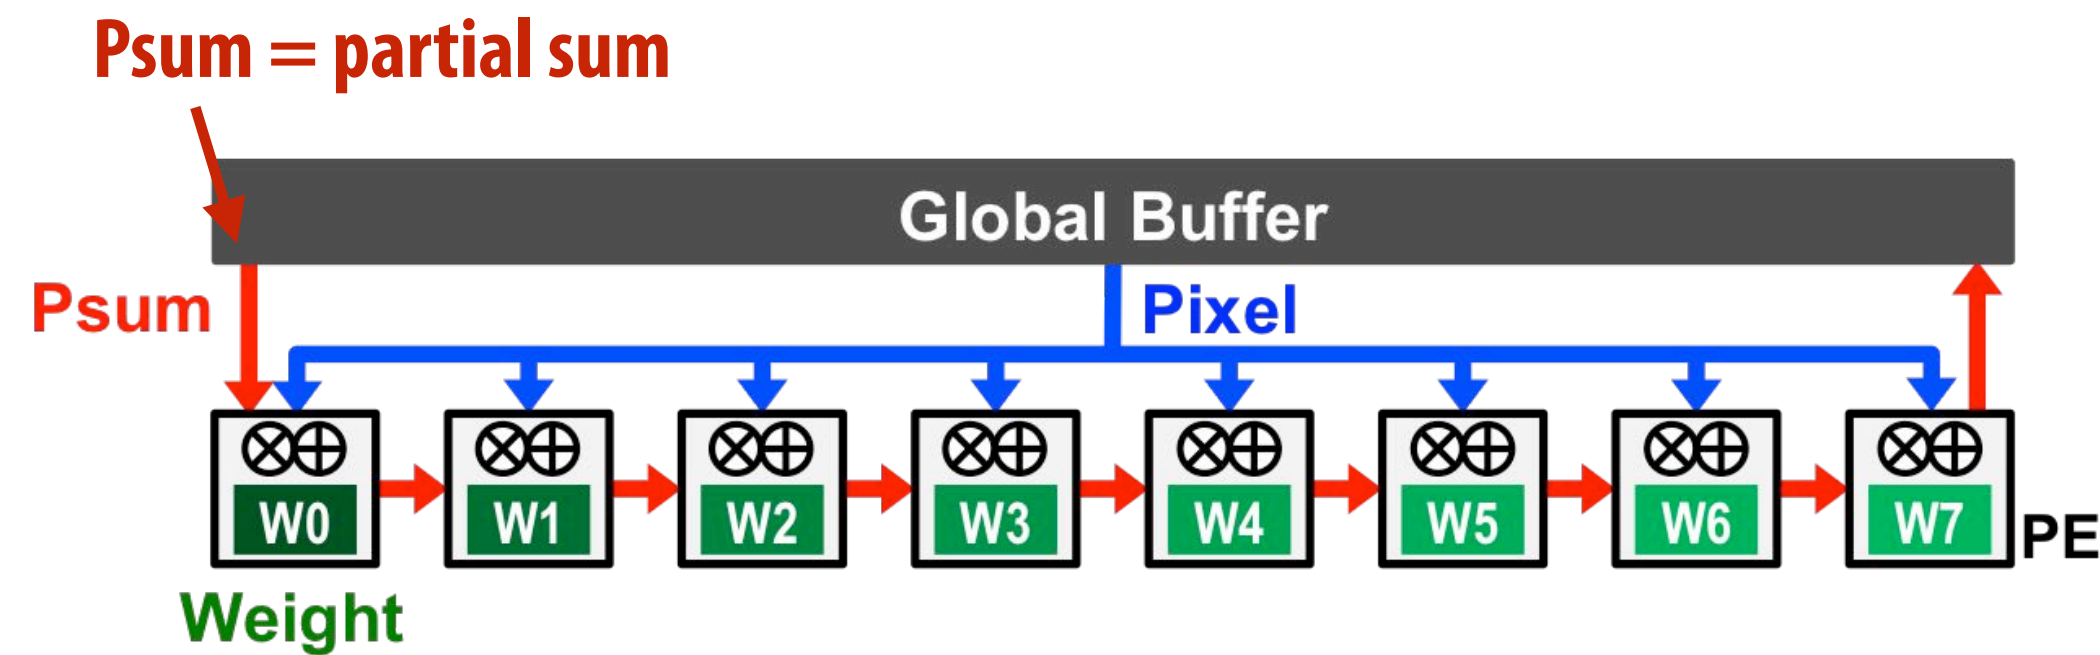 Psum = partial sum
Global Buffer
Psum
Pixel
W0 W1 W2 W3 W4 W5 W6 W7
PE
Weight